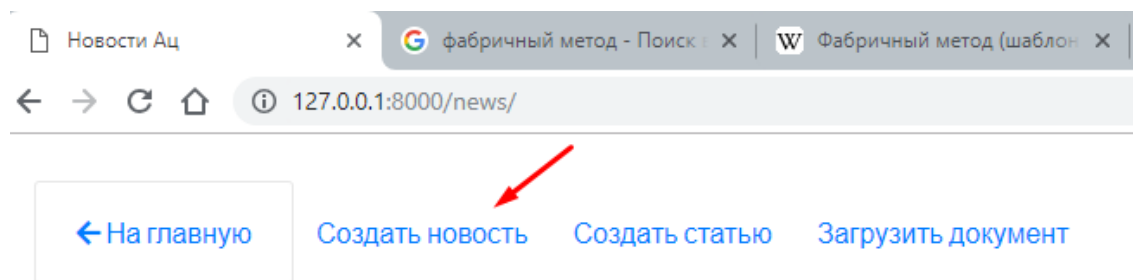 Новости Ац
фабричный метод - Поиск в
Фабричный метод (шаблон
127.0.0.1:8000/news/
На главную
Создать новость
Создать статью
Загрузить документ